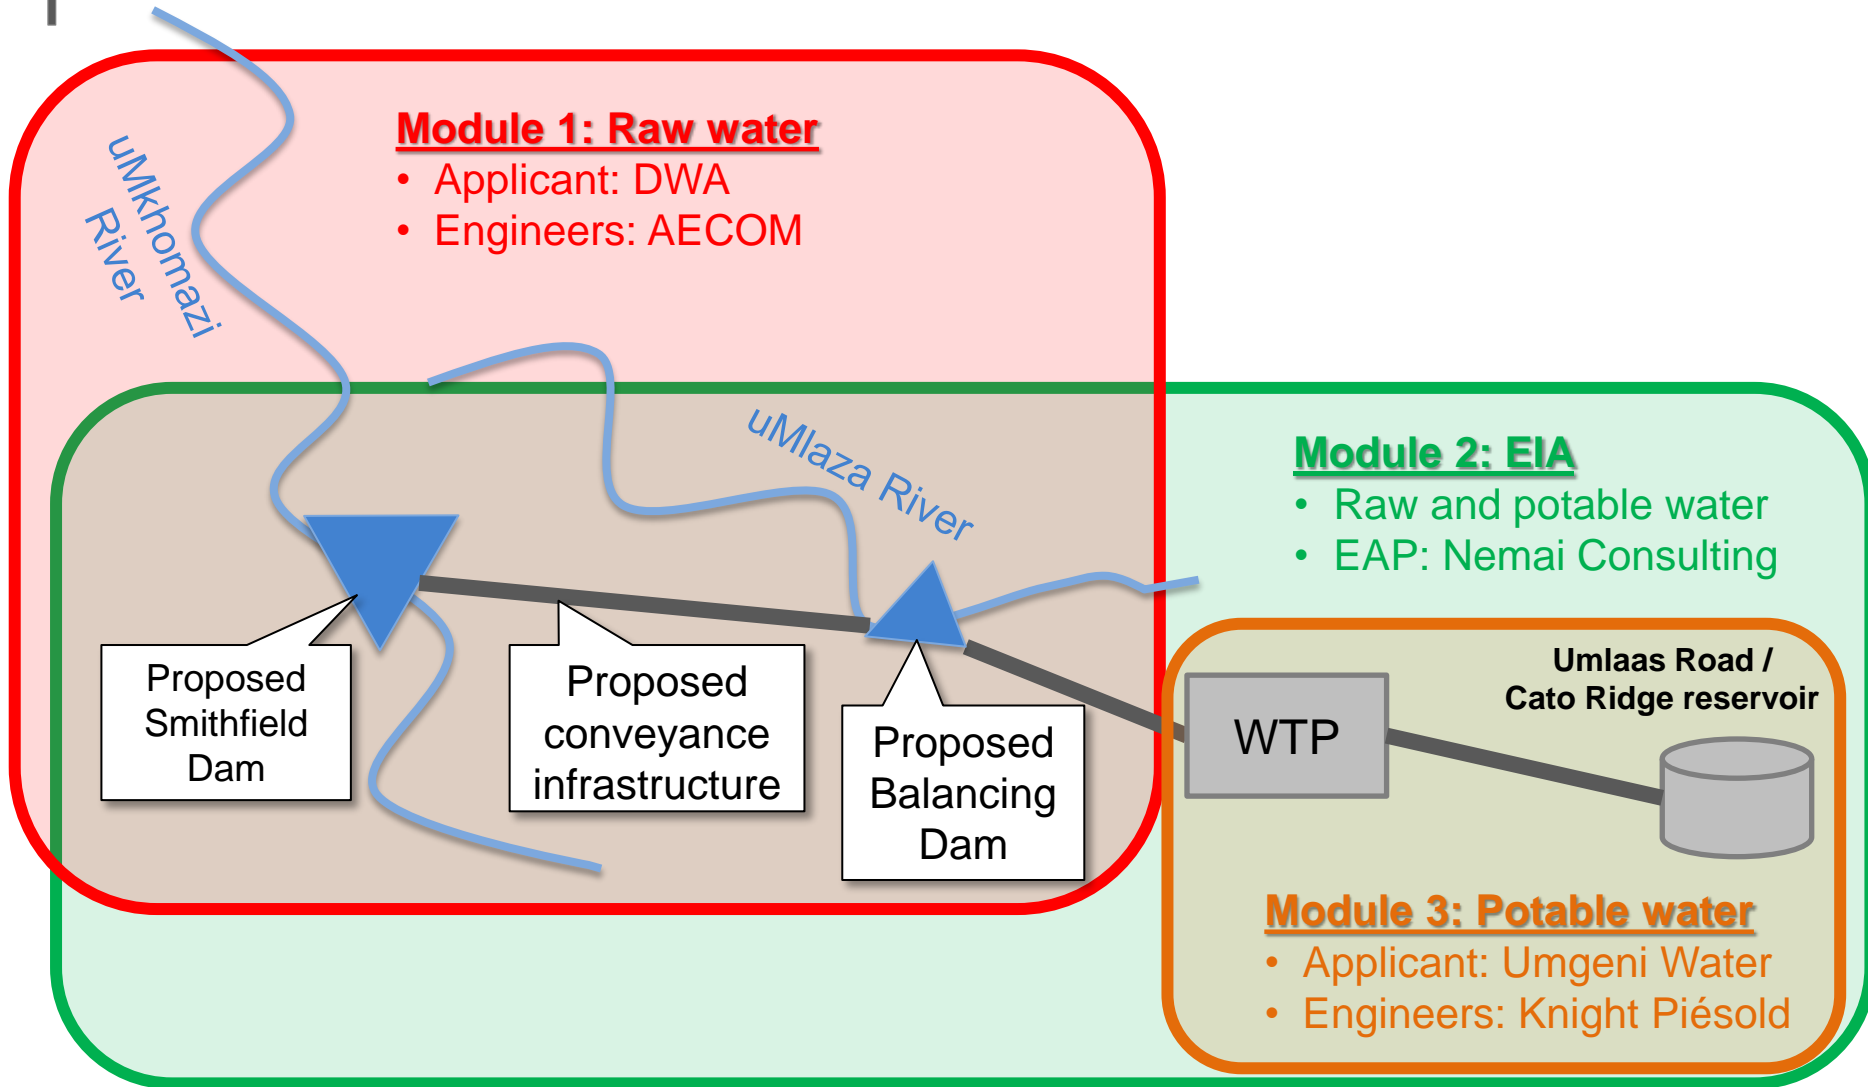 Module 1: Raw water
• Applicant: DWA
• Engineers: AECOM
uMkhomazi
River
uMlaza River
Module 2: EIA
• Raw and potable water
• EAP: Nemai Consulting
Proposed
Smithfield
Dam
Proposed
conveyance
infrastructure
Proposed
Balancing
Dam
WTP
Umlaas Road /
Cato Ridge reservoir
Module 3: Potable water
• Applicant: Umgeni Water
• Engineers: Knight Piésold